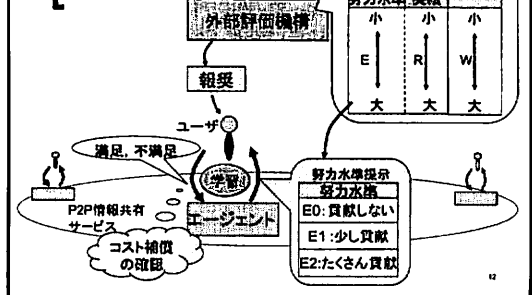 外部評価機構
努力水準
小 小 小
E R W
大 大 大
報奨
ユーザ
満足, 不満足
学習
エージェント
P2P情報共有
サービス
コスト補償
の確認
努力水準提示
努力水準
E0: 貢献しない
E1 :少し貢献
E2:たくさん貢献
12